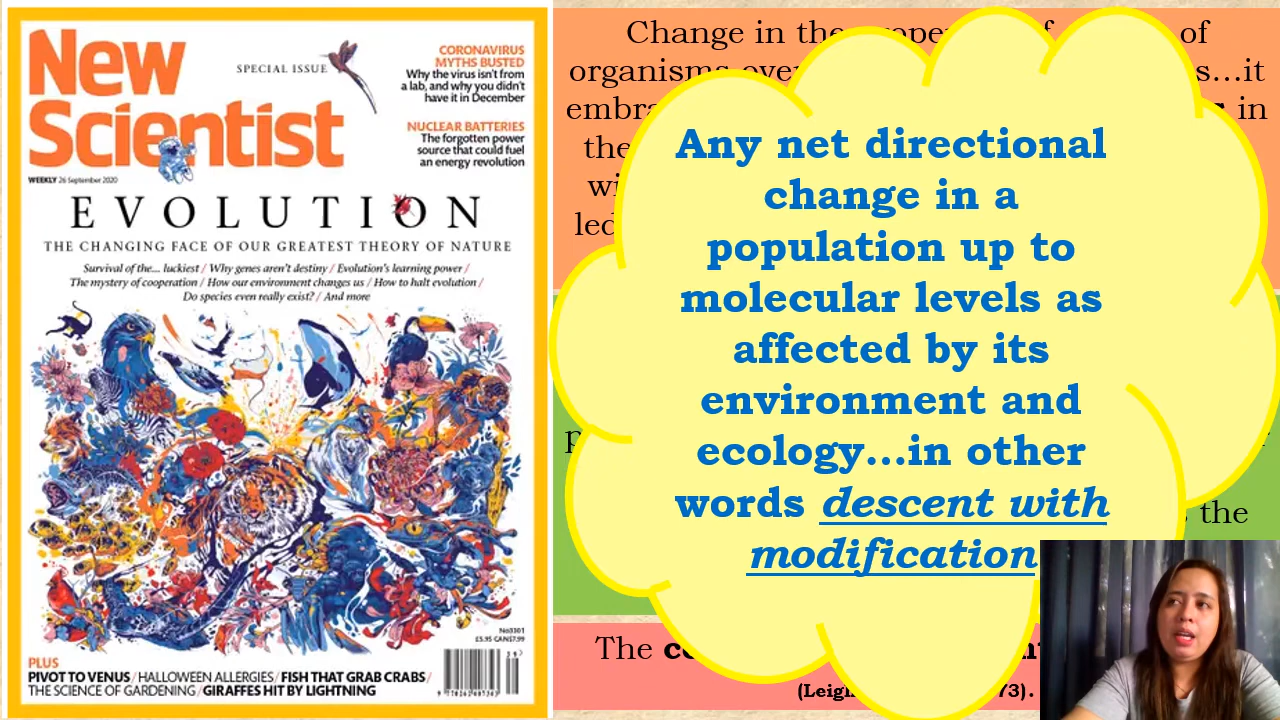 New
Scientist
SPECIAL ISSUE
CORONAVIRUS
MYTHS BUSTED
Why the virus isn't from
a lab, and why you didn't
have it in December
NUCLEAR BATTERIES
The forgotten power
source that could fuel
an energy revolution
WEEKLY 26 September 2020
EVOLUTION
THE CHANGING FACE OF OUR GREATEST THEORY OF NATURE
Survival of the... luckiest / Why genes aren't destiny / Evolution's learning power /
The mystery of cooperation / How our environment changes us / How to halt evolution /
Do species even really exist? / And more
No3301
£5.95 CAN$7.99
PLUS
PIVOT TO VENUS / HALLOWEEN ALLERGIES / FISH THAT GRAB CRABS /
THE SCIENCE OF GARDENING / GIRAFFES HIT BY LIGHTNING
Change in the of
organisms ...it
in
the
Any net directional
change in a
population up to
molecular levels as
affected by its
environment and
ecology...in other
words descent with
modification
the
The